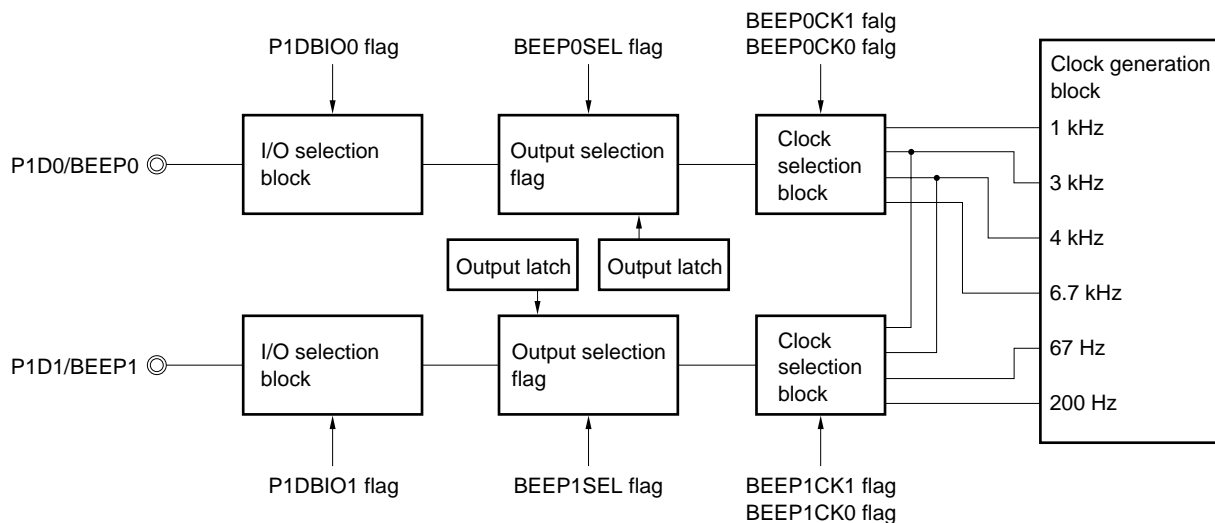 BEEP0CK1 falg
P1DBIO0 flag
BEEP0SEL flag
BEEP0CK0 falg
Clock generation
block
1 kHz
3 kHz
4 kHz
6.7 kHz
67 Hz
200 Hz
P1D0/BEEP0
I/O selection
block
Output selection
flag
Clock
selection
block
Output latch
Output latch
P1D1/BEEP1
I/O selection
block
Output selection
flag
Clock
selection
block
P1DBIO1 flag
BEEP1SEL flag
BEEP1CK1 flag
BEEP1CK0 flag